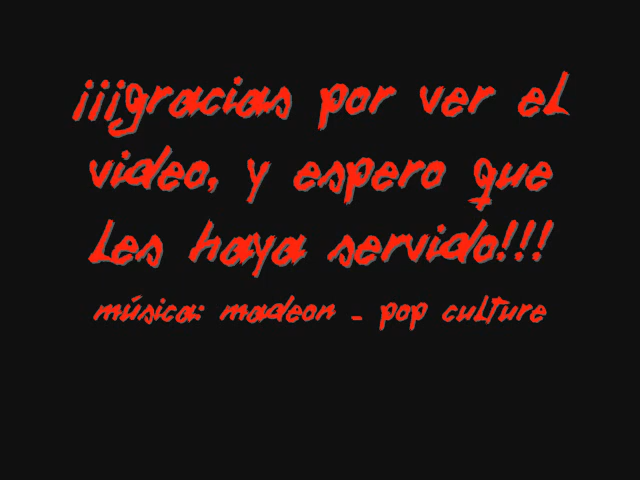 ¡¡¡gracias por ver el
video, y espero que
les haya servido!!!
música: madeon - pop culture